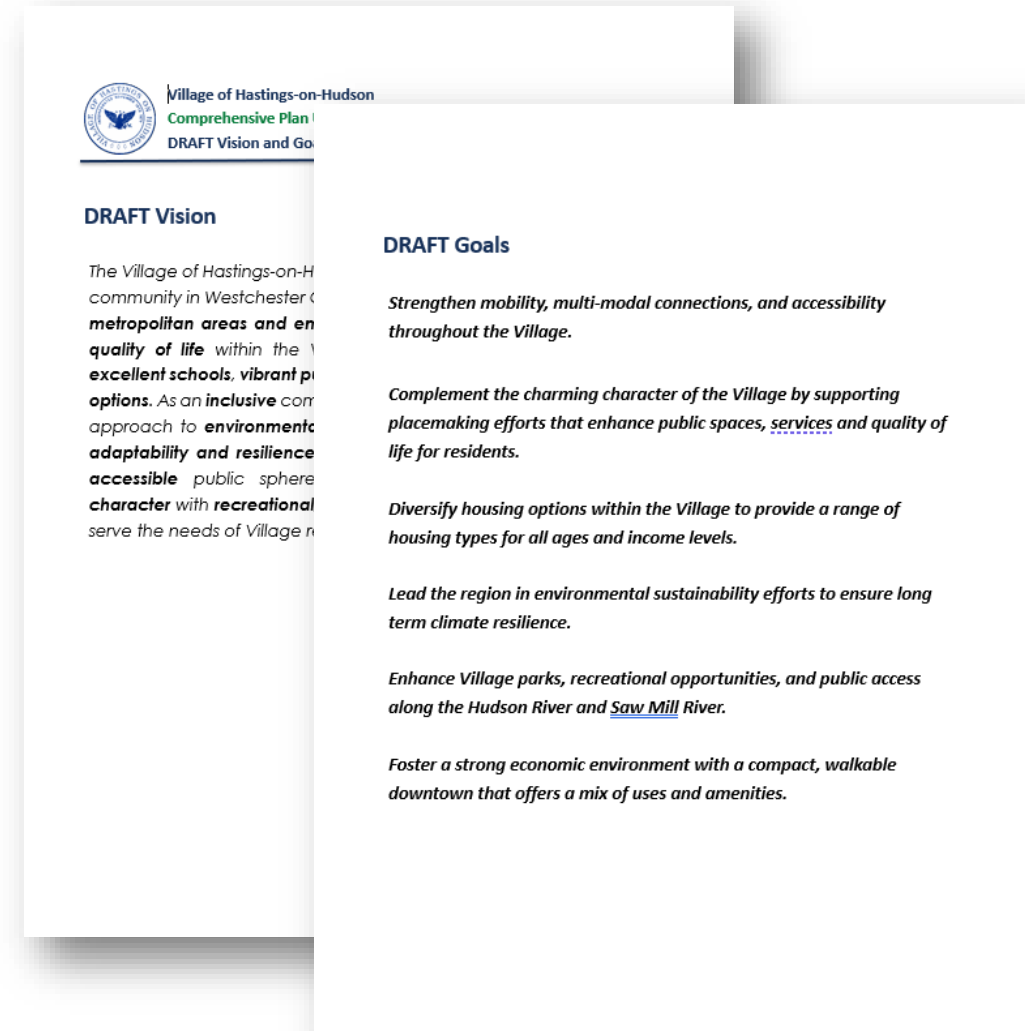 Village of Hastings-on-Hudson
Comprehensive Plan
DRAFT Vision and
DRAFT Vision
The Village of
community in Westchester
metropolitan areas and
quality of life within the
excellent schools, vibrant
options. As an inclusive
approach to
adaptability and resilience
accessible public sphere
character with recreational
serve the needs of Village
DRAFT Goals
Strengthen mobility, multi-modal connections, and accessibility
throughout the Village.
Complement the charming character of the Village by supporting
placemaking efforts that enhance public spaces, services and quality of
life for residents.
Diversify housing options within the Village to provide a range of
housing types for all ages and income levels.
Lead the region in environmental sustainability efforts to ensure long
term climate resilience.
Enhance Village parks, recreational opportunities, and public access
along the Hudson River and Saw Mill River.
Foster a strong economic environment with a compact, walkable
downtown that offers a mix of uses and amenities.